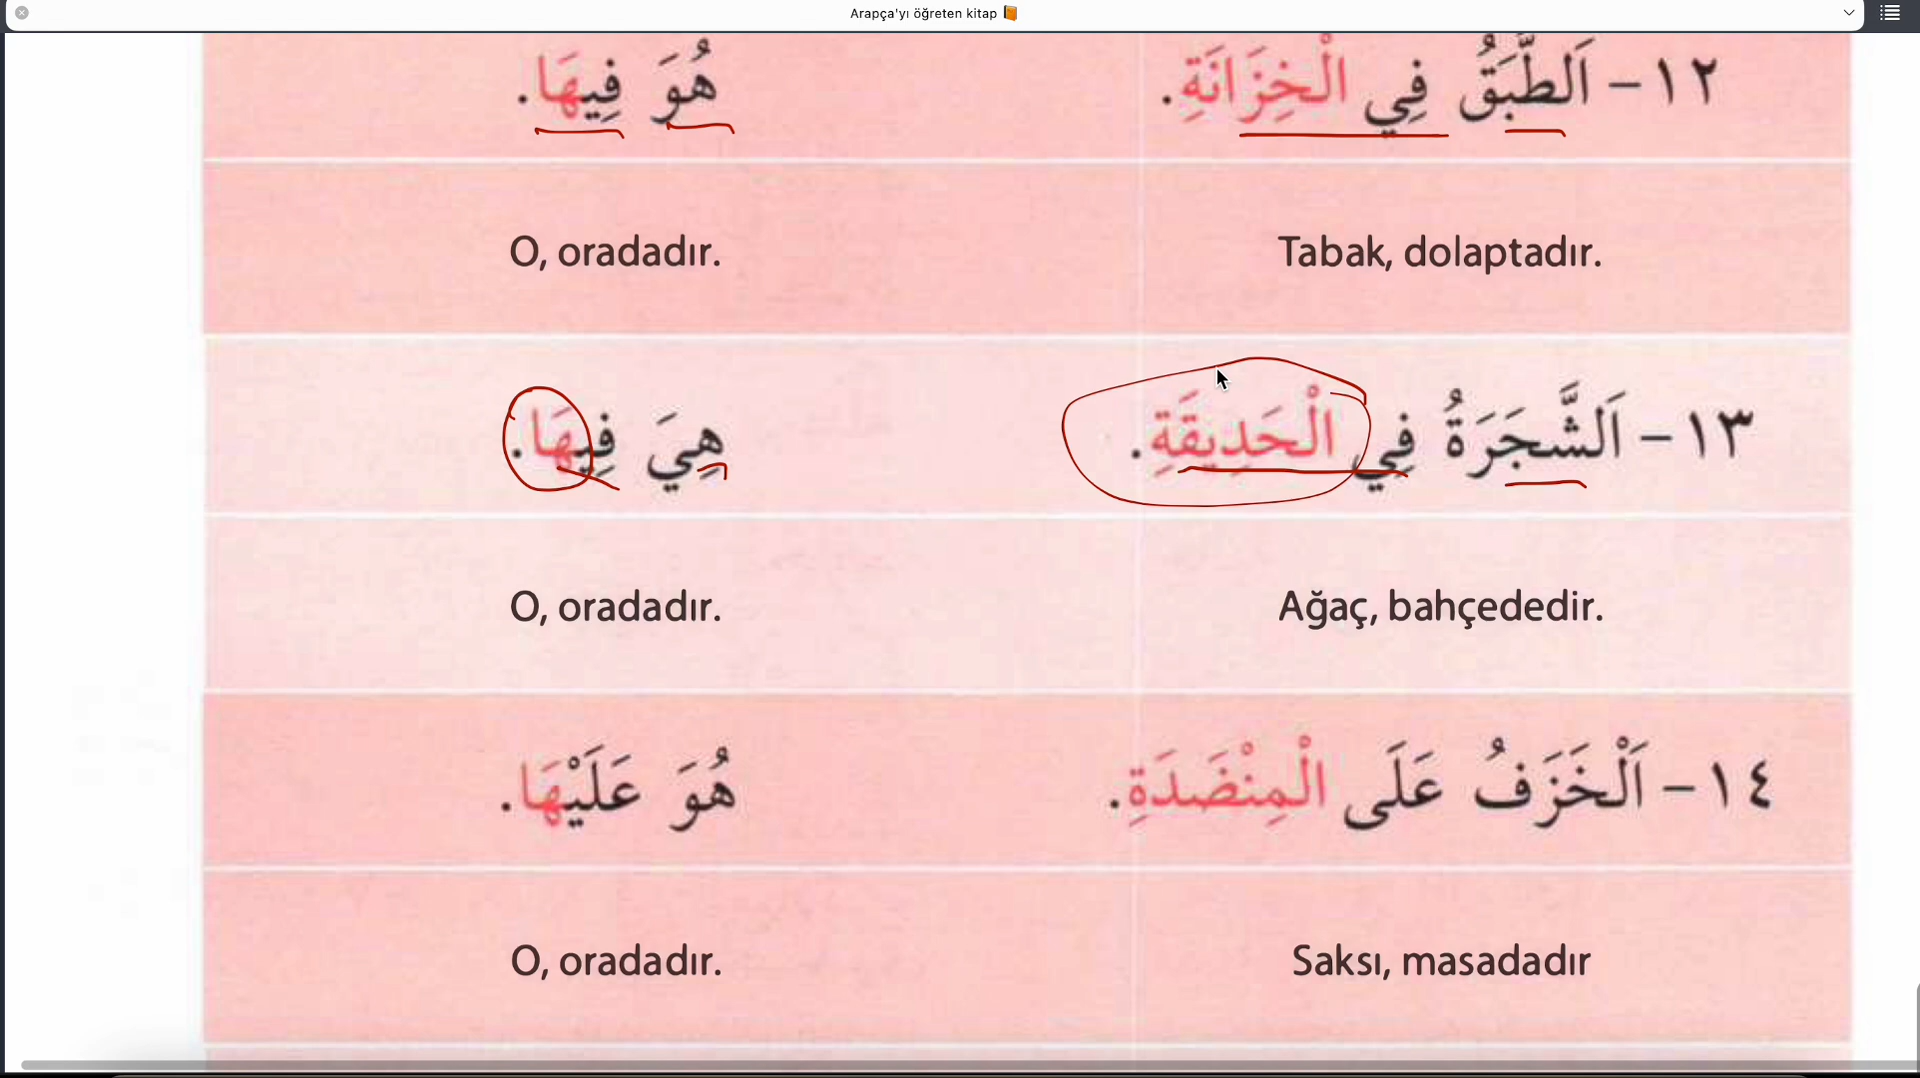 Arapça'yı öğreten kitap
١٢ – اَلطَّبَقُ فِي الْخِزَانَةِ. هُوَ فِيهَا.
Tabak, dolaptadır. O, oradadır.
١٣ – اَلشَّجَرَةُ فِي الْحَدِيقَةِ. هِيَ فِيهَا.
Ağaç, bahçededir. O, oradadır.
١٤ – اَلْخَزَفُ عَلَى الْمِنْضَدَةِ. هُوَ عَلَيْهَا.
Saksı, masadadır O, oradadır.